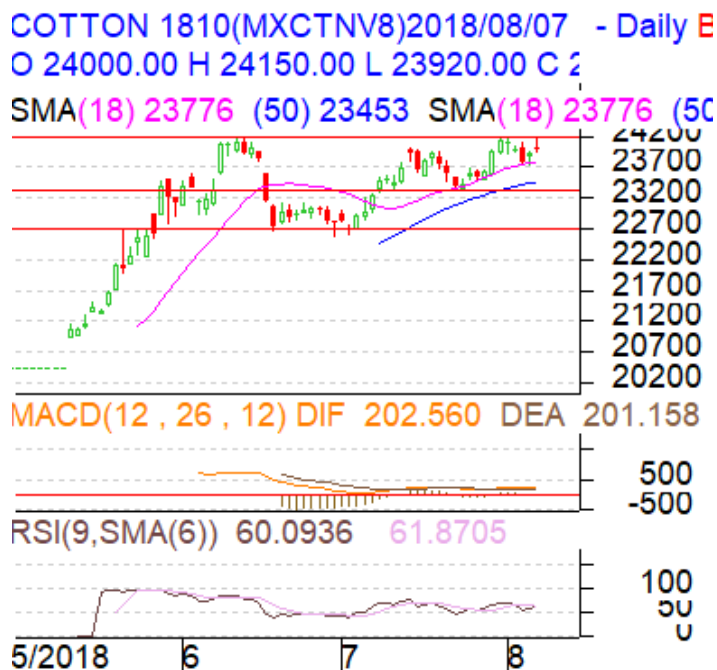 COTTON 1810(MXCTNV8)2018/08/07 - Daily B
O 24000.00 H 24150.00 L 23920.00 C 2
SMA(18) 23776 (50) 23453 SMA(18) 23776 (50
24200
23700
23200
22700
22200
21700
21200
20700
20200
MACD(12 , 26 , 12) DIF 202.560 DEA 201.158
500
-500
RSI(9,SMA(6)) 60.0936 61.8705
100
50
0
5/2018 6 7 8